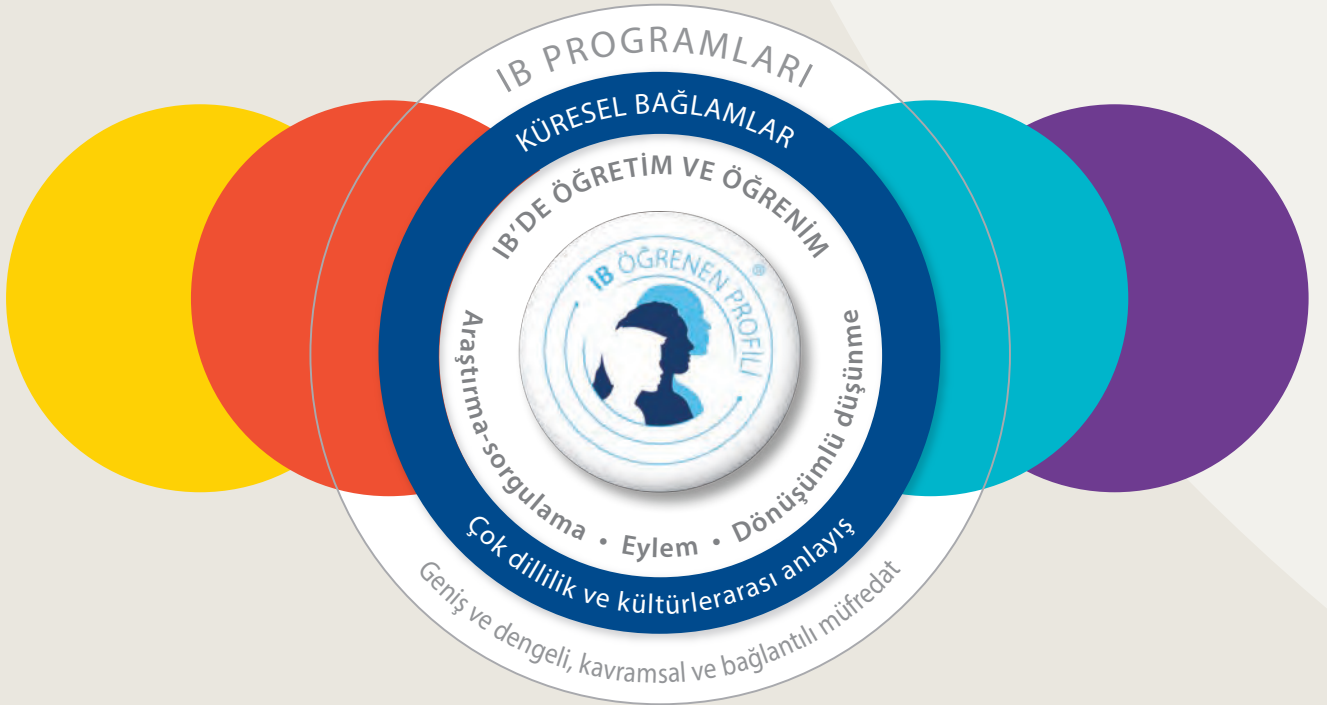 IB PROGRAMLARI
KÜRESEL BAĞLAMLAR
IB'DE ÖĞRETİM VE ÖĞRENİM
IB ÖĞRENEN PROFİLİ ®
Araştırma-sorgulama • Eylem • Dönüşümlü düşünme
Çok dillilik ve kültürlerarası anlayış
Geniş ve dengeli, kavramsal ve bağlantılı müfredat